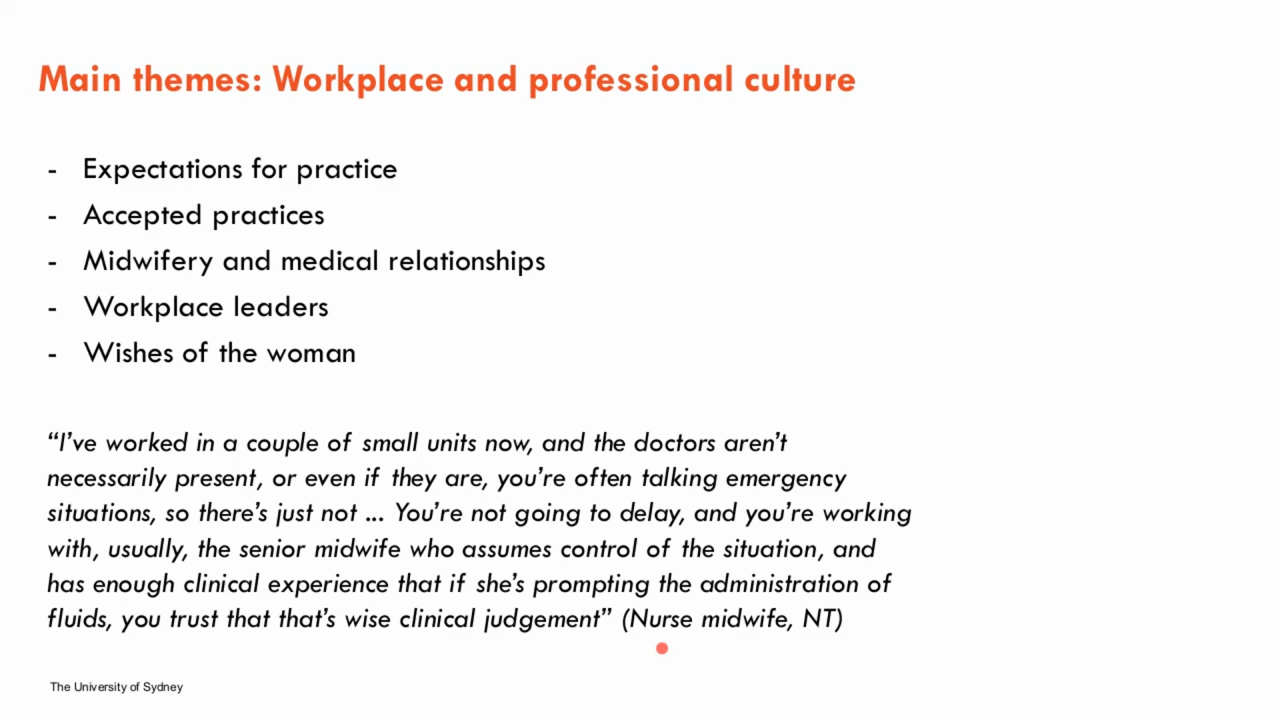 Main themes: Workplace and professional culture
- Expectations for practice
- Accepted practices
- Midwifery and medical relationships
- Workplace leaders
- Wishes of the woman
“I’ve worked in a couple of small units now, and the doctors aren’t
necessarily present, or even if they are, you’re often talking emergency
situations, so there’s just not ... You’re not going to delay, and you’re working
with, usually, the senior midwife who assumes control of the situation, and
has enough clinical experience that if she’s prompting the administration of
fluids, you trust that that’s wise clinical judgement” (Nurse midwife, NT)
The University of Sydney